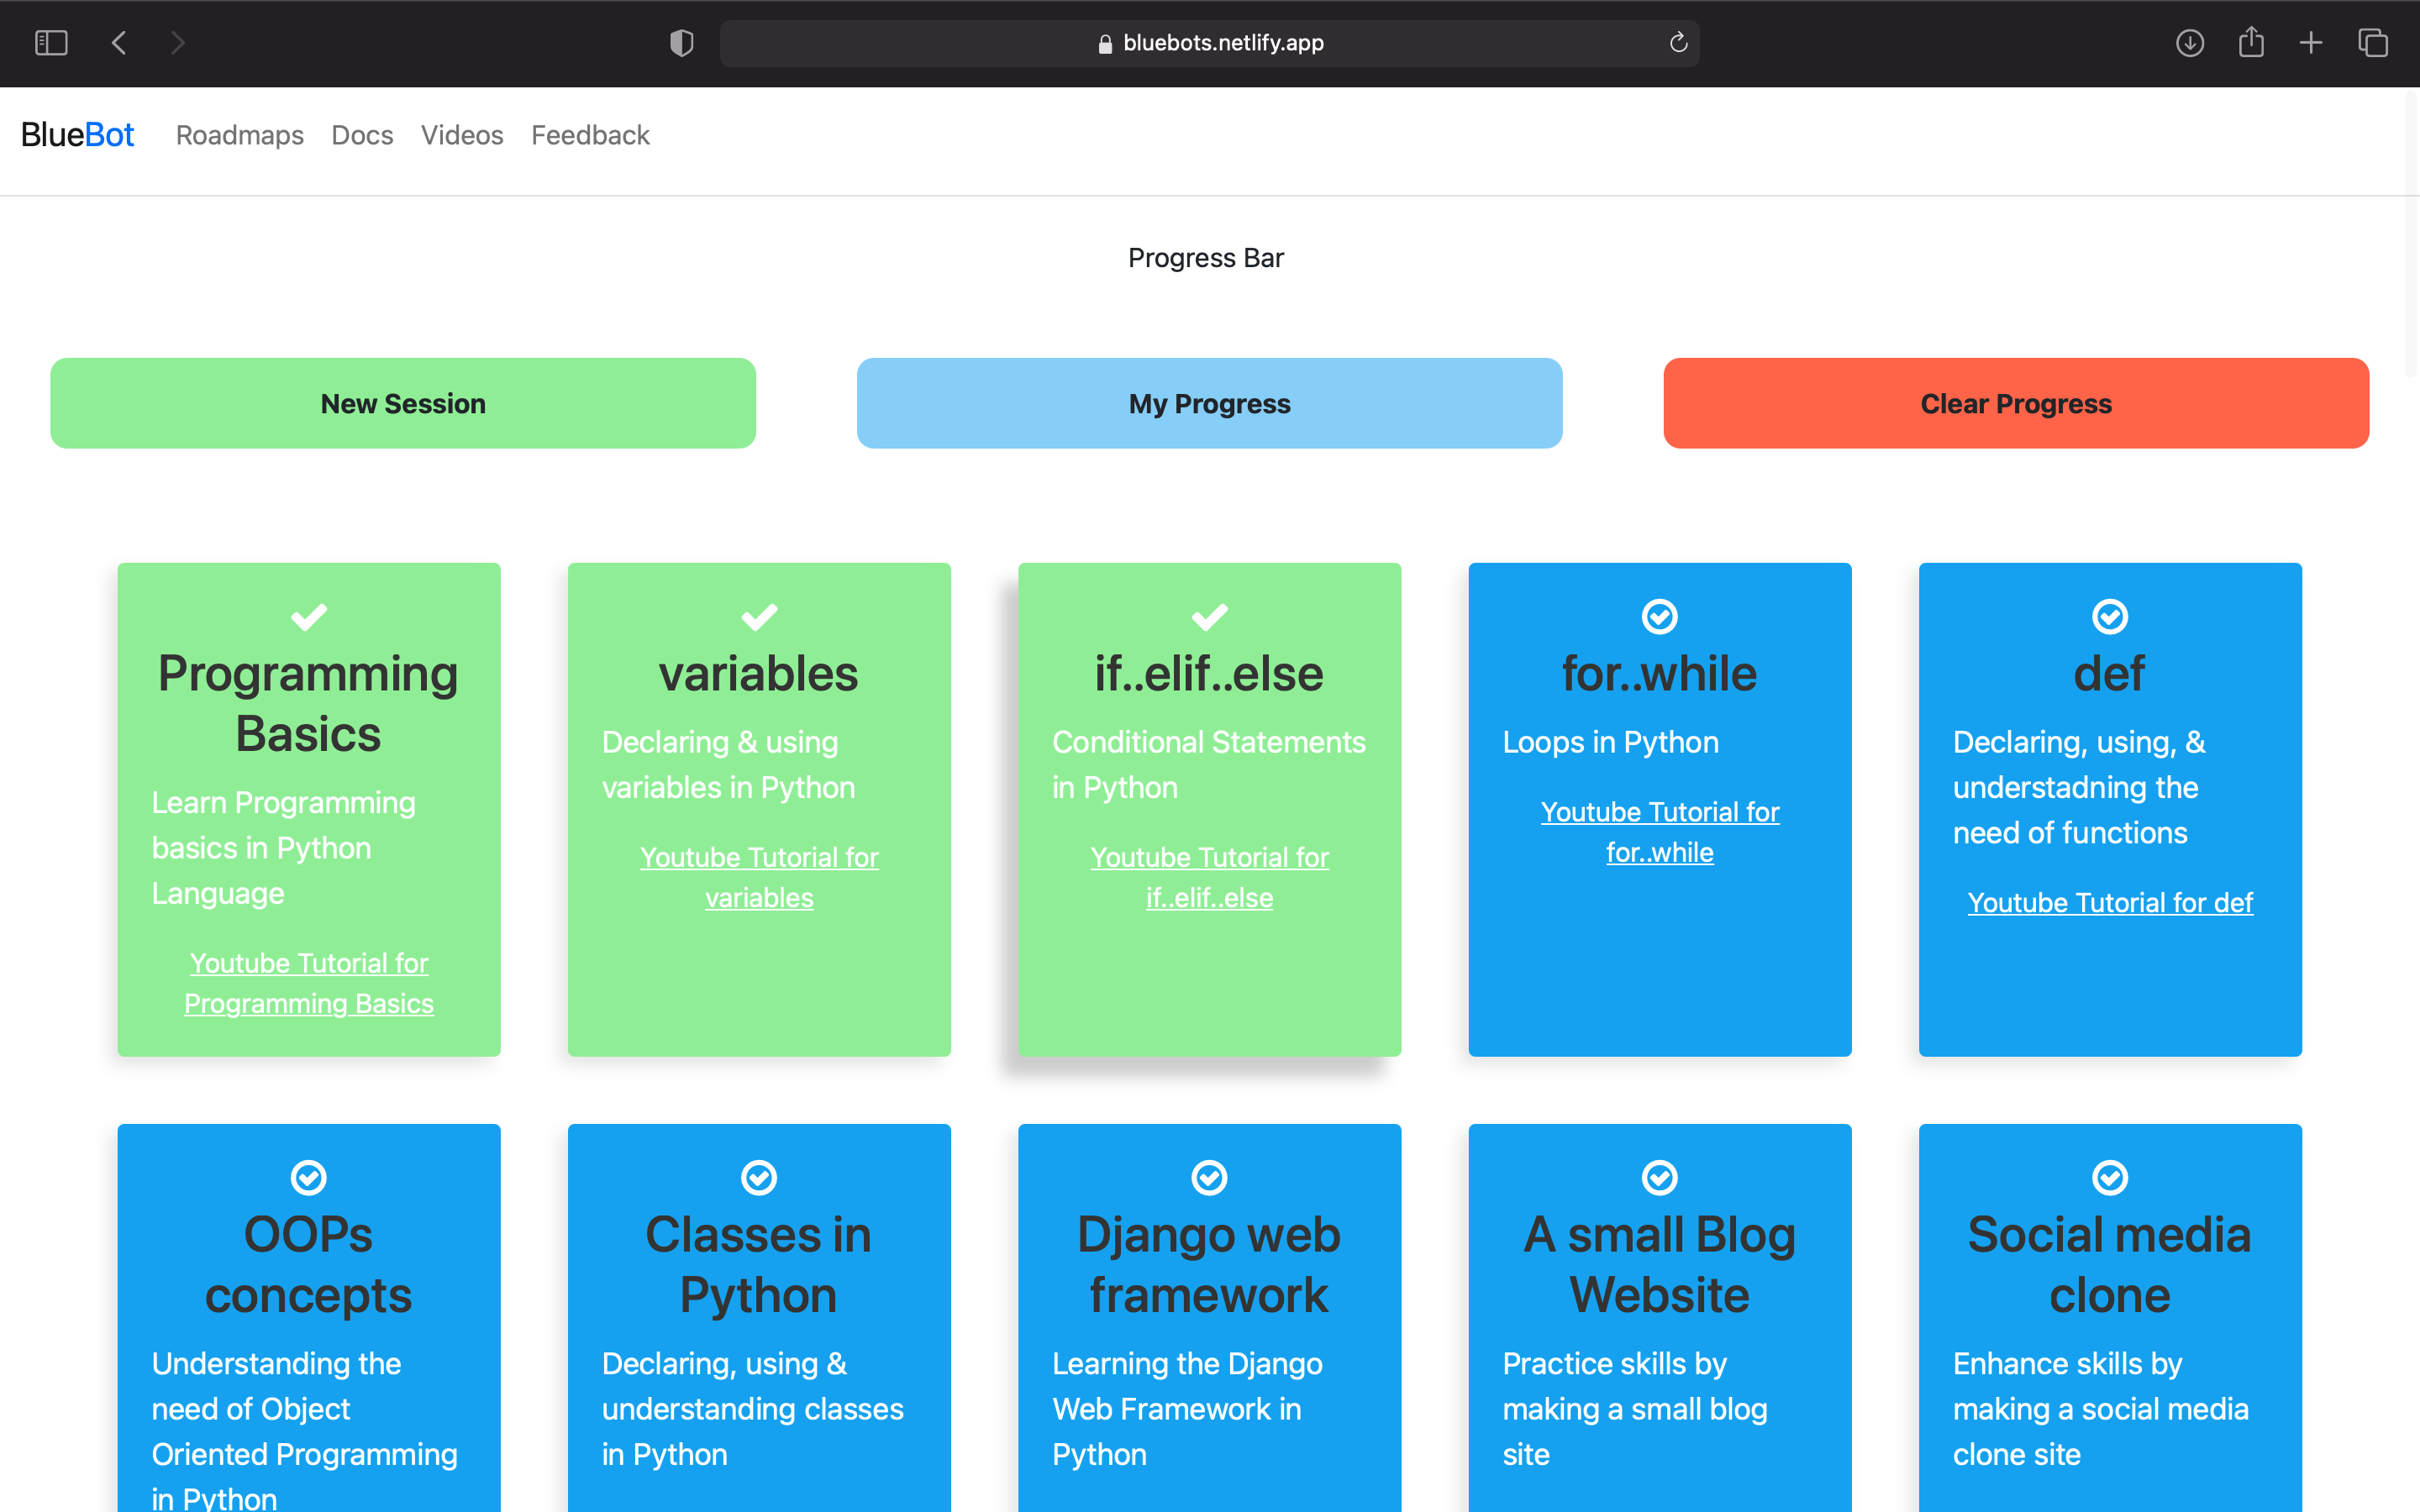 bluebots.netlify.app
BlueBot Roadmaps Docs Videos Feedback
Progress Bar
New Session
My Progress
Clear Progress
Programming
Basics
Learn Programming
basics in Python
Language
Youtube Tutorial for
Programming Basics
variables
Declaring & using
variables in Python
Youtube Tutorial for
variables
if..elif..else
Conditional Statements
in Python
Youtube Tutorial for
if..elif..else
for..while
Loops in Python
Youtube Tutorial for
for..while
def
Declaring, using, &
understadning the
need of functions
Youtube Tutorial for def
OOPs
concepts
Understanding the
need of Object
Oriented Programming
in Python
Classes in
Python
Declaring, using &
understanding classes
in Python
Django web
framework
Learning the Django
Web Framework in
Python
A small Blog
Website
Practice skills by
making a small blog
site
Social media
clone
Enhance skills by
making a social media
clone site